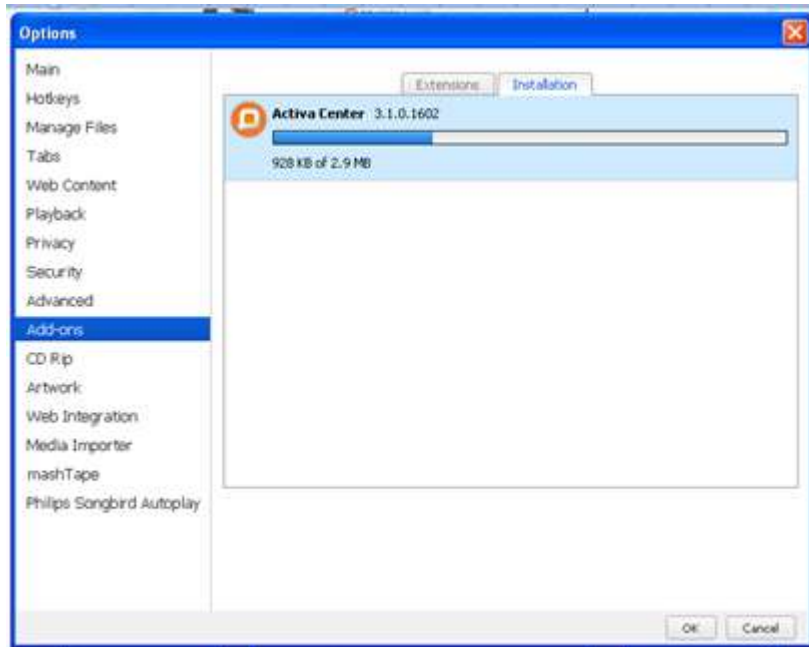 Options
Main
Hotkeys
Manage Files
Tabs
Web Content
Playback
Privacy
Security
Advanced
Add-ons
CD Rip
Artwork
Web Integration
Media Importer
mashTape
Philips Songbird Autoplay
Extensions Installation
Activa Center 3.1.0.1602
928 KB of 2.9 MB
OK Cancel